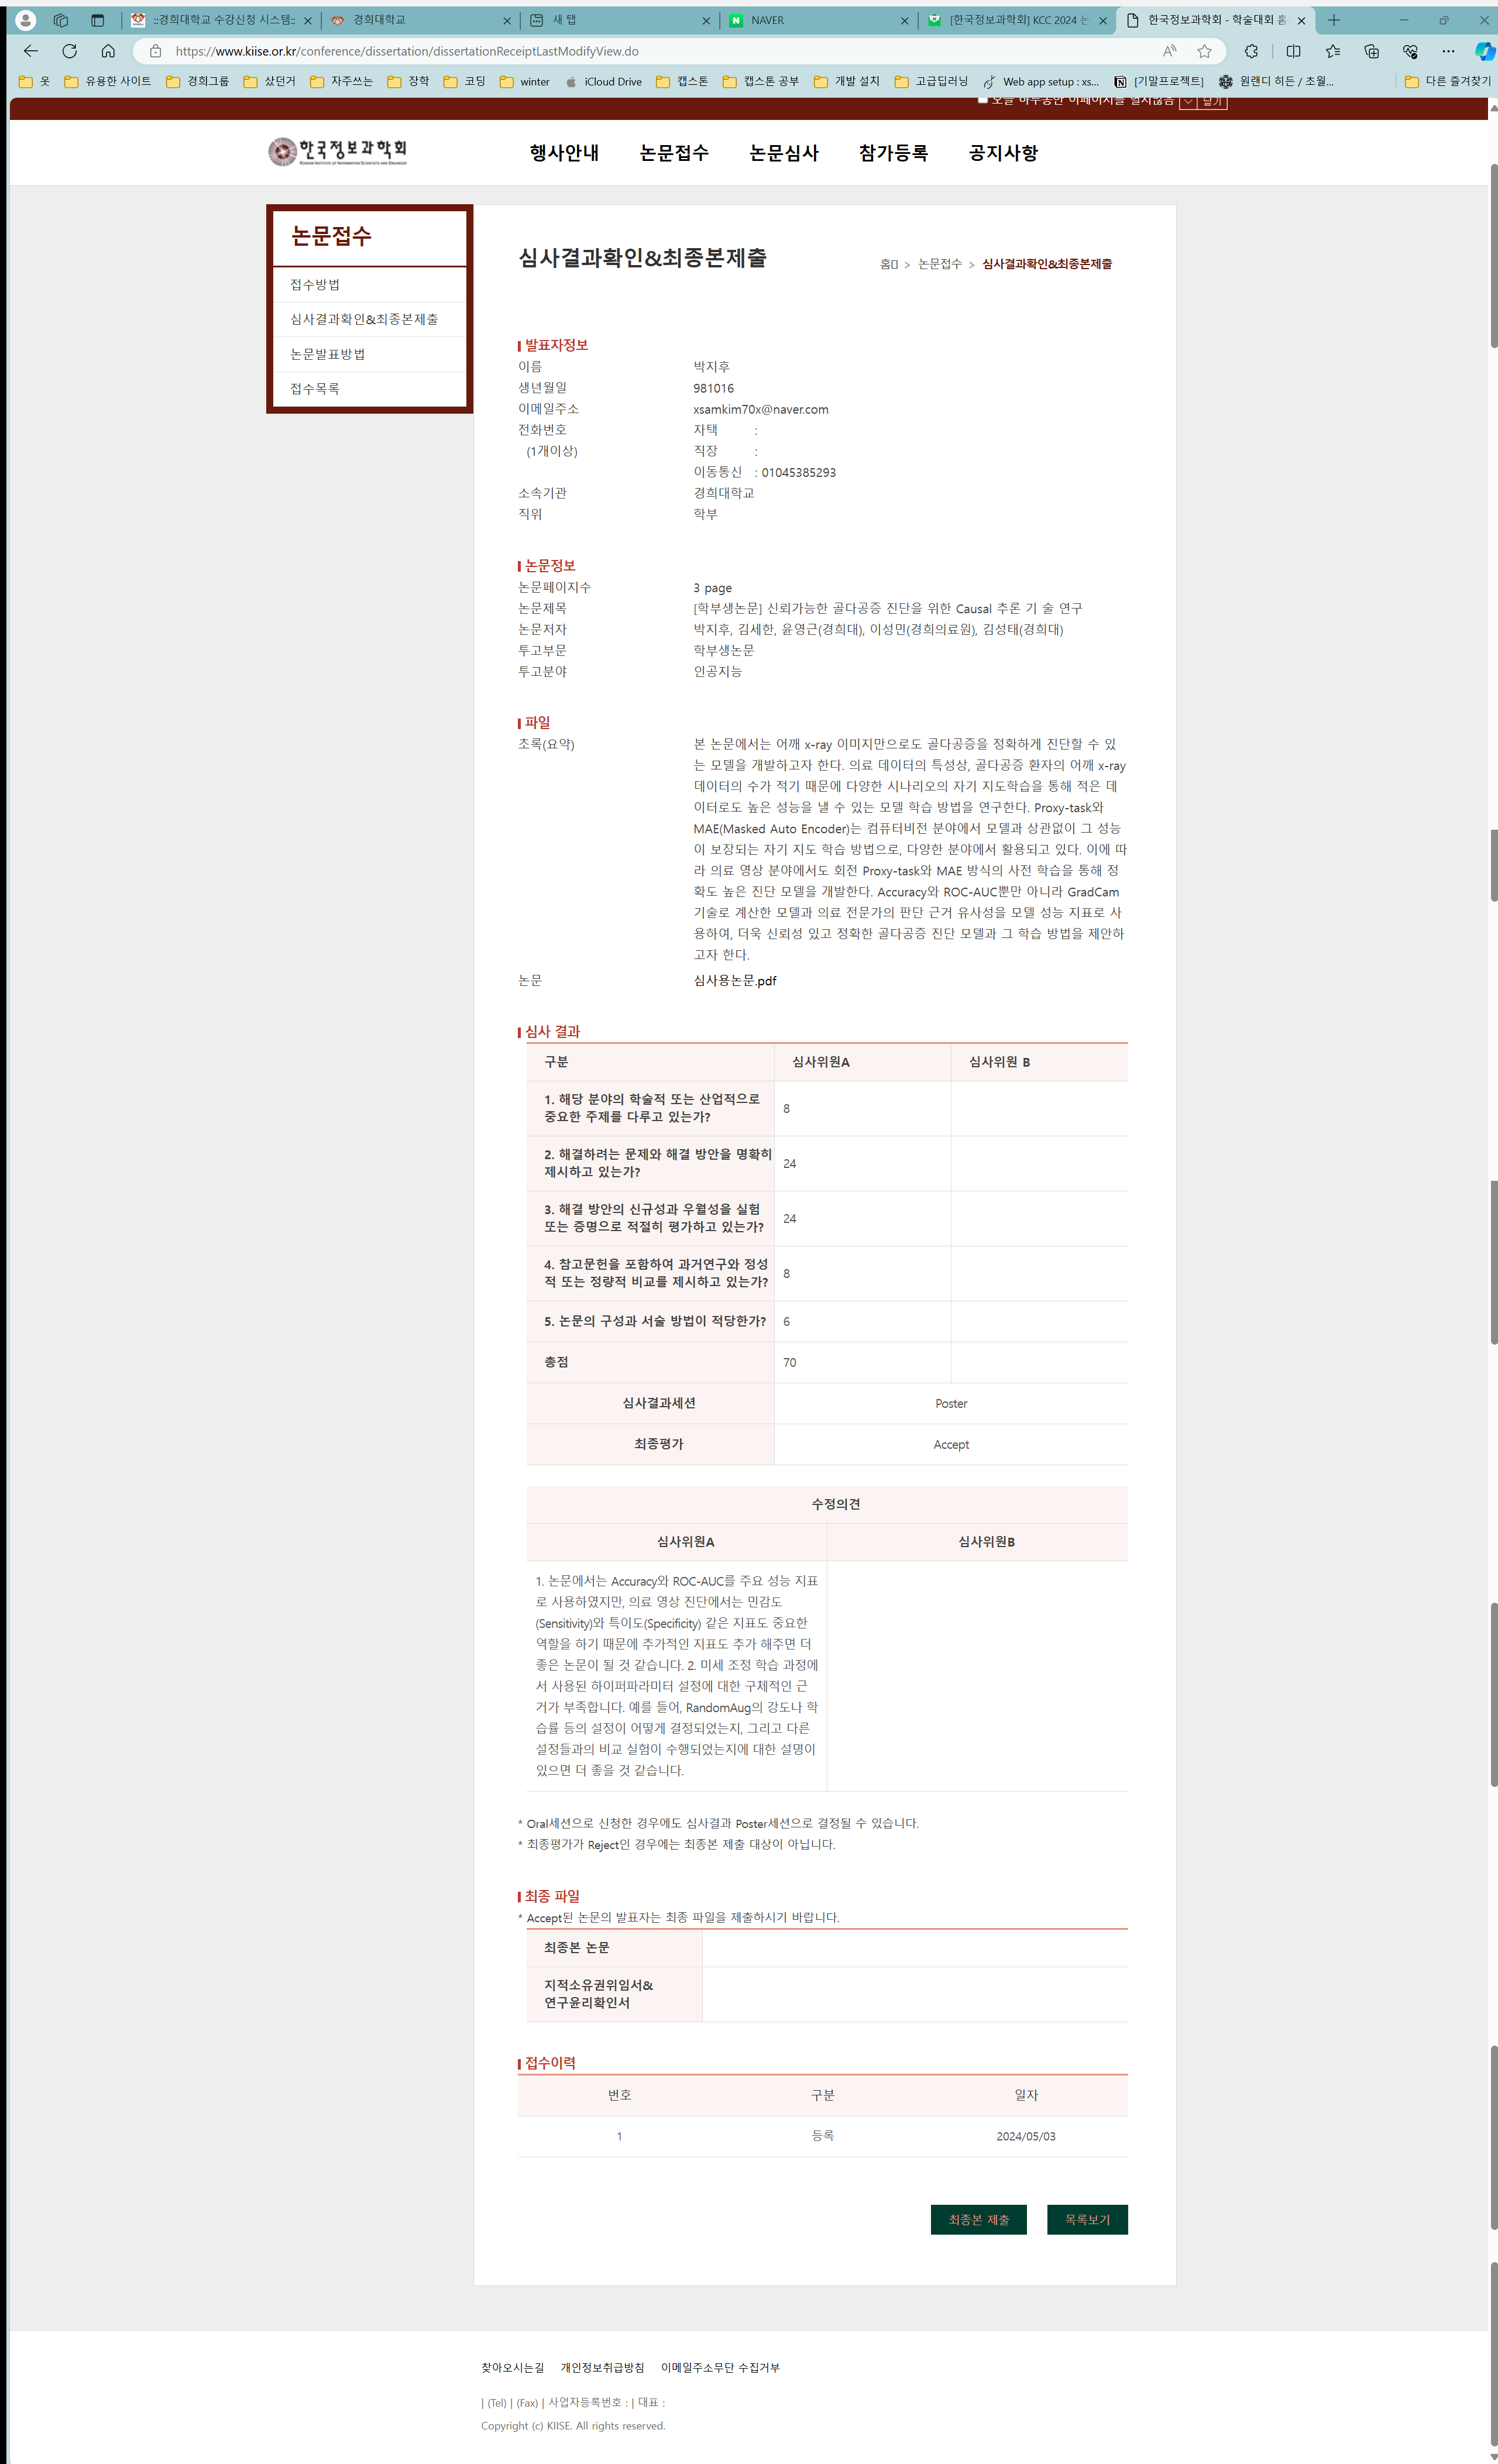 ::경희대학교 수강신청 시스템::
경희대학교
새 탭
NAVER
[한국정보과학회] KCC 2024 논
한국정보과학회 - 학술대회 홈
https://www.kiise.or.kr/conference/dissertation/dissertationReceiptLastModifyView.do
옷
유용한 사이트
경희그룹
샀던거
자주쓰는
장학
코딩
winter
iCloud Drive
캡스톤
캡스톤 공부
개발 설치
고급딥러닝
Web app setup : xs...
[기말프로젝트]
원랜디 히든 / 초월...
다른 즐겨찾기
오늘 하루동안 이페이지를 열지않음 닫기
한국정보과학회
KOREAN INSTITUTE OF INFORMATION SCIENTISTS AND ENGINEERS
행사안내 논문접수 논문심사 참가등록 공지사항
논문접수
접수방법
심사결과확인&최종본제출
논문발표방법
접수목록
심사결과확인&최종본제출
홈 > 논문접수 > 심사결과확인&최종본제출
발표자정보
이름 박지후
생년월일 981016
이메일주소 xsamkim70x@naver.com
전화번호 자택 :
(1개이상) 직장 :
이동통신 : 01045385293
소속기관 경희대학교
직위 학부
논문정보
논문페이지수 3 page
논문제목 [학부생논문] 신뢰가능한 골다공증 진단을 위한 Causal 추론 기 술 연구
논문저자 박지후, 김세한, 윤영근(경희대), 이성민(경희의료원), 김성태(경희대)
투고부문 학부생논문
투고분야 인공지능
파일
초록(요약) 본 논문에서는 어깨 x-ray 이미지만으로도 골다공증을 정확하게 진단할 수 있
는 모델을 개발하고자 한다. 의료 데이터의 특성상, 골다공증 환자의 어깨 x-ray
데이터의 수가 적기 때문에 다양한 시나리오의 자기 지도학습을 통해 적은 데
이터로도 높은 성능을 낼 수 있는 모델 학습 방법을 연구한다. Proxy-task와
MAE(Masked Auto Encoder)는 컴퓨터비전 분야에서 모델과 상관없이 그 성능
이 보장되는 자기 지도 학습 방법으로, 다양한 분야에서 활용되고 있다. 이에 따
라 의료 영상 분야에서도 회전 Proxy-task와 MAE 방식의 사전 학습을 통해 정
확도 높은 진단 모델을 개발한다. Accuracy와 ROC-AUC뿐만 아니라 GradCam
기술로 계산한 모델과 의료 전문가의 판단 근거 유사성을 모델 성능 지표로 사
용하여, 더욱 신뢰성 있고 정확한 골다공증 진단 모델과 그 학습 방법을 제안하
고자 한다.
논문 심사용논문.pdf
심사 결과
구분 심사위원A 심사위원 B
1. 해당 분야의 학술적 또는 산업적으로
중요한 주제를 다루고 있는가?
8
2. 해결하려는 문제와 해결 방안을 명확히
제시하고 있는가?
24
3. 해결 방안의 신규성과 우월성을 실험
또는 증명으로 적절히 평가하고 있는가?
24
4. 참고문헌을 포함하여 과거연구와 정성
적 또는 정량적 비교를 제시하고 있는가?
8
5. 논문의 구성과 서술 방법이 적당한가? 6
총점 70
심사결과세션 Poster
최종평가 Accept
수정의견
심사위원A 심사위원B
1. 논문에서는 Accuracy와 ROC-AUC를 주요 성능 지표
로 사용하였지만, 의료 영상 진단에서는 민감도
(Sensitivity)와 특이도(Specificity) 같은 지표도 중요한
역할을 하기 때문에 추가적인 지표도 추가 해주면 더
좋은 논문이 될 것 같습니다. 2. 미세 조정 학습 과정에
서 사용된 하이퍼파라미터 설정에 대한 구체적인 근
거가 부족합니다. 예를 들어, RandomAug의 강도나 학
습률 등의 설정이 어떻게 결정되었는지, 그리고 다른
설정들과의 비교 실험이 수행되었는지에 대한 설명이
있으면 더 좋을 것 같습니다.
* Oral세션으로 신청한 경우에도 심사결과 Poster세션으로 결정될 수 있습니다.
* 최종평가가 Reject인 경우에는 최종본 제출 대상이 아닙니다.
최종 파일
* Accept된 논문의 발표자는 최종 파일을 제출하시기 바랍니다.
최종본 논문
지적소유권위임서&
연구윤리확인서
접수이력
번호 구분 일자
1 등록 2024/05/03
최종본 제출 목록보기
찾아오시는길 개인정보취급방침 이메일주소무단 수집거부
| (Tel) | (Fax) | 사업자등록번호 : | 대표 :
Copyright (c) KIISE. All rights reserved.